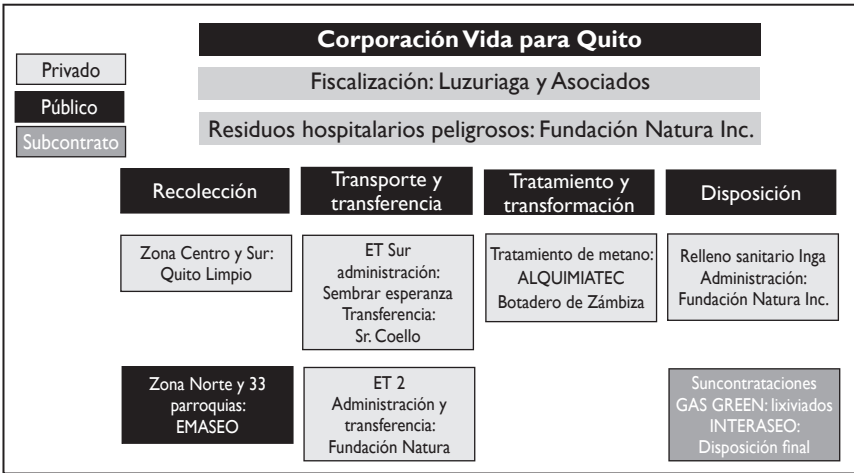 Corporación Vida para Quito
Privado
Público
Subcontrato
Fiscalización: Luzuriaga y Asociados
Residuos hospitalarios peligrosos: Fundación Natura Inc.
Recolección
Transporte y
transferencia
Tratamiento y
transformación
Disposición
Zona Centro y Sur:
Quito Limpio
ET Sur
administración:
Sembrar esperanza
Transferencia:
Sr. Coello
Tratamiento de metano:
ALQUIMIATEC
Botadero de Zámbiza
Relleno sanitario Inga
Administración:
Fundación Natura Inc.
Zona Norte y 33
parroquias:
EMASEO
ET 2
Administración y
transferencia:
Fundación Natura
Suncontrataciones
GAS GREEN: lixiviados
INTERASEO:
Disposición final